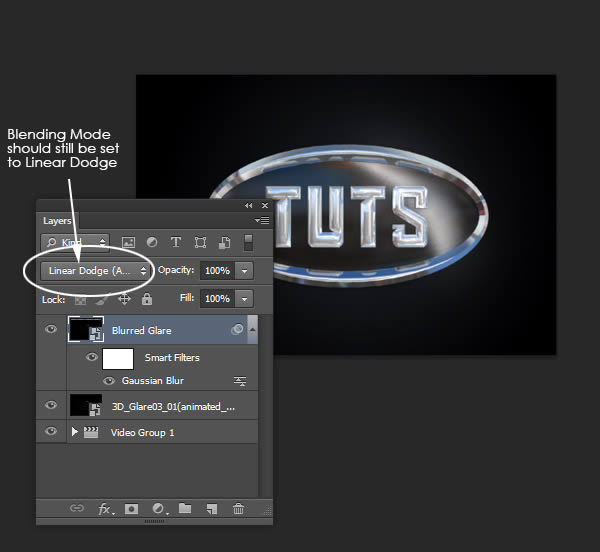 Blending Mode
should still be set
to Linear Dodge
TUTS
Layers
Kind
T
Linear Dodge (A...
Opacity: 100%
Lock:
Fill: 100%
Blurred Glare
Smart Filters
Gaussian Blur
3D_Glare03_01(animated_...
Video Group 1
fx